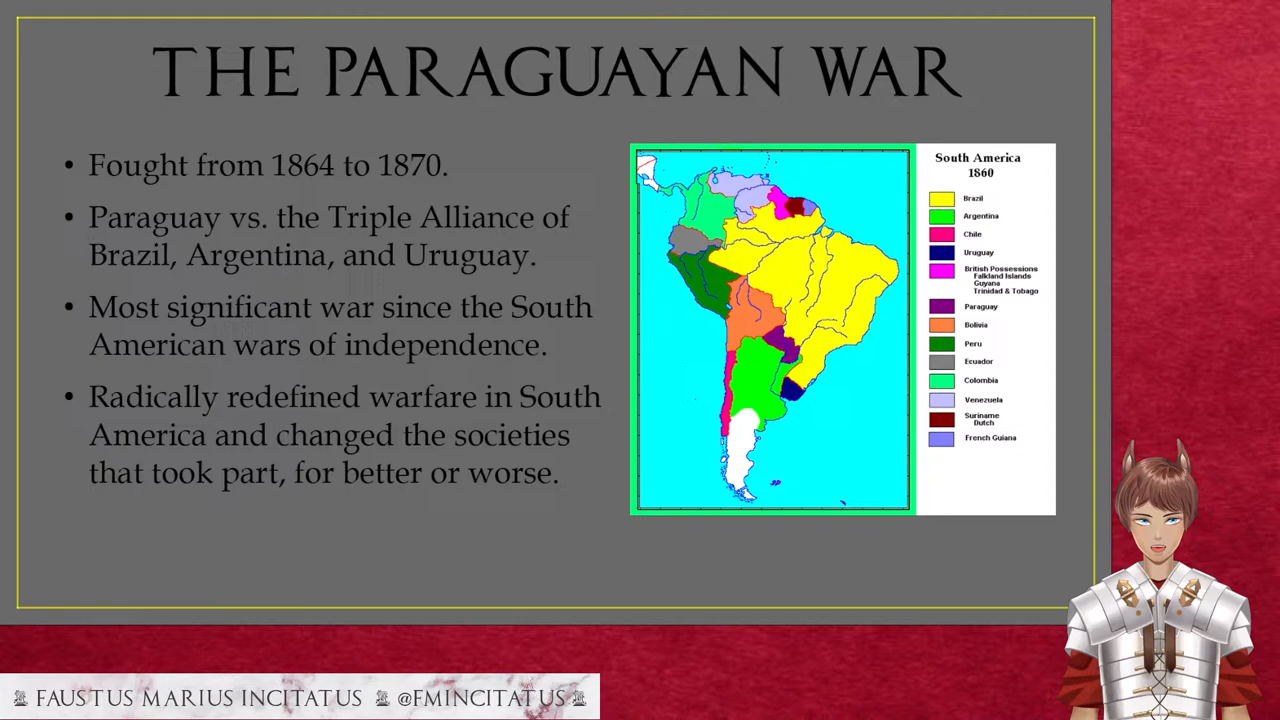 THE PARAGUAYAN WAR
• Fought from 1864 to 1870.
• Paraguay vs. the Triple Alliance of
Brazil, Argentina, and Uruguay.
• Most significant war since the South
American wars of independence.
• Radically redefined warfare in South
America and changed the societies
that took part, for better or worse.
South America
1860
Brazil
Argentina
Chile
Uruguay
British Possessions
Falkland Islands
Guyana
Trinidad & Tobago
Paraguay
Bolivia
Peru
Ecuador
Colombia
Venezuela
Suriname
Dutch
French Guiana
FAUSTUS MARIUS INCITATUS @FMINCITATUS